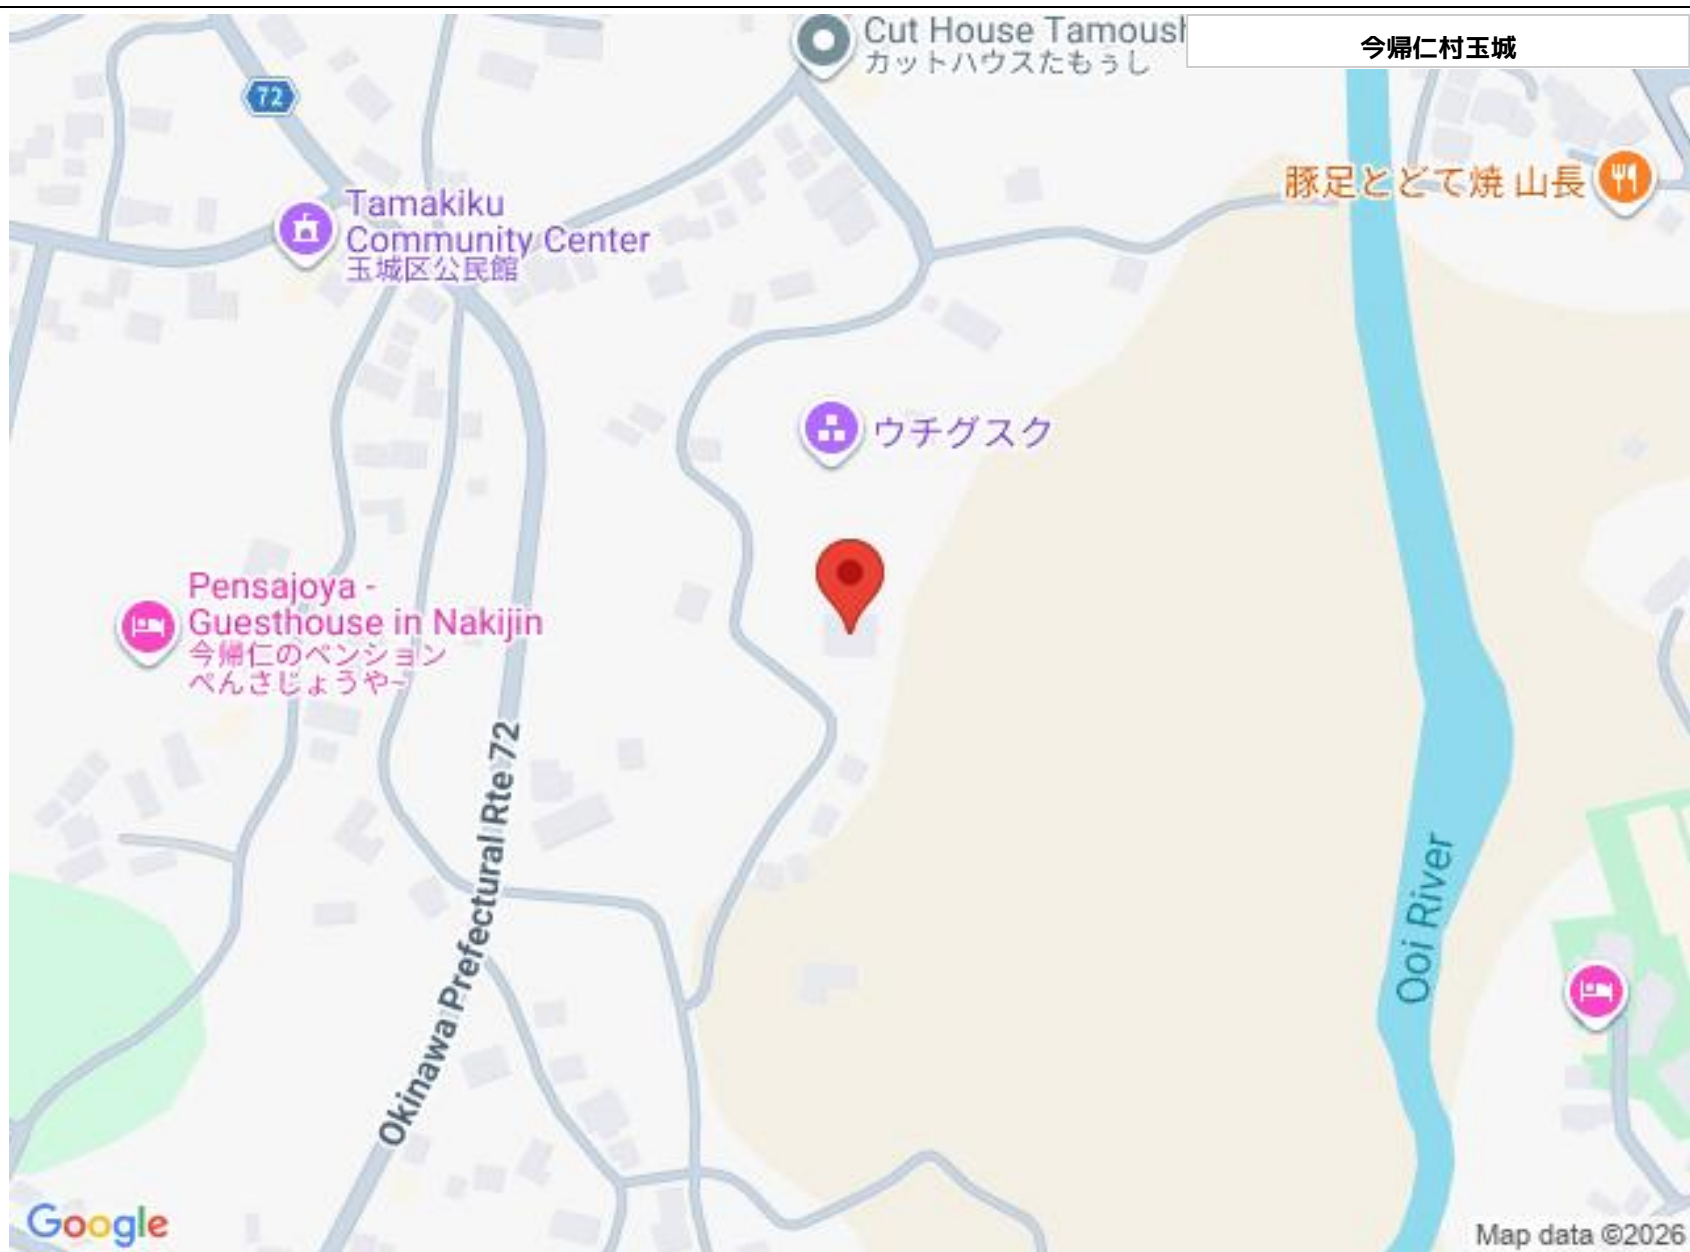 Cut House Tamoush
カットハウスたもぅし
今帰仁村玉城
72
豚足とどて焼 山長
Tamakiku
Community Center
玉城区公民館
ウチグスク
Pensajoya -
Guesthouse in Nakijin
今帰仁のペンション
ぺんさじょうや~
Okinawa Prefectural Rte 72
Ooi River
Google
Map data ©2026